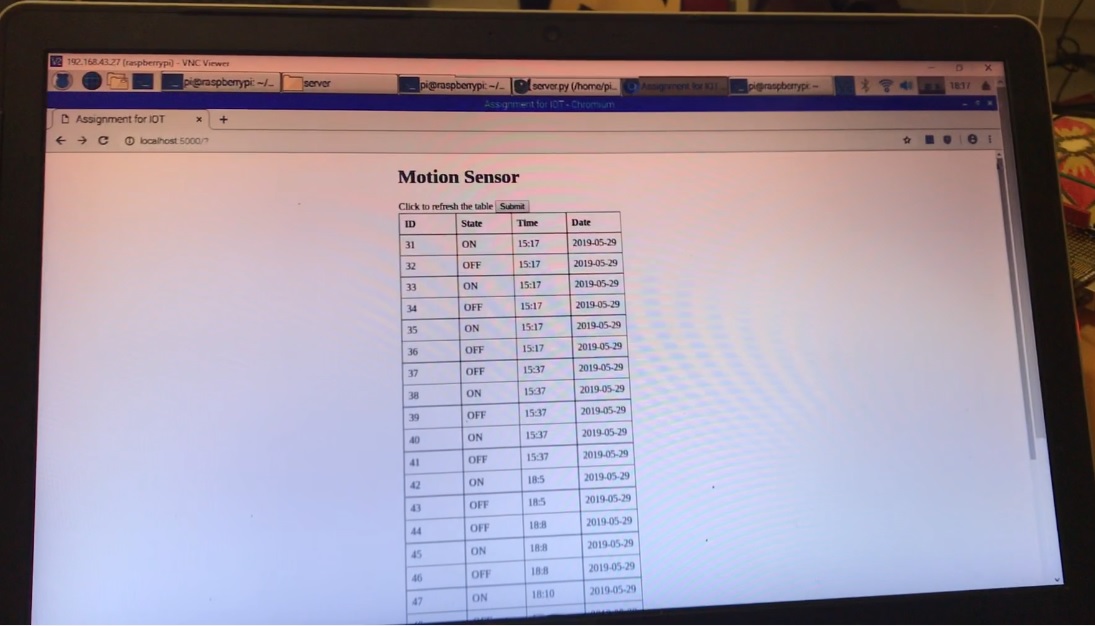 192.168.43.27 (raspberrypi) - VNC Viewer
pi@raspberrypi: ~/... server pi@raspberrypi: ~/... server.py (/home/pi... Assignment for IOT ... pi@raspberrypi: ~ 18:17
Assignment for IOT - Chromium
Assignment for IOT
localhost:5000/?
Motion Sensor
Click to refresh the table Submit
ID State Time Date
31 ON 15:17 2019-05-29
32 OFF 15:17 2019-05-29
33 ON 15:17 2019-05-29
34 OFF 15:17 2019-05-29
35 ON 15:17 2019-05-29
36 OFF 15:17 2019-05-29
37 OFF 15:37 2019-05-29
38 ON 15:37 2019-05-29
39 OFF 15:37 2019-05-29
40 ON 15:37 2019-05-29
41 OFF 15:37 2019-05-29
42 ON 18:5 2019-05-29
43 OFF 18:5 2019-05-29
44 OFF 18:8 2019-05-29
45 ON 18:8 2019-05-29
46 OFF 18:8 2019-05-29
47 ON 18:10 2019-05-29